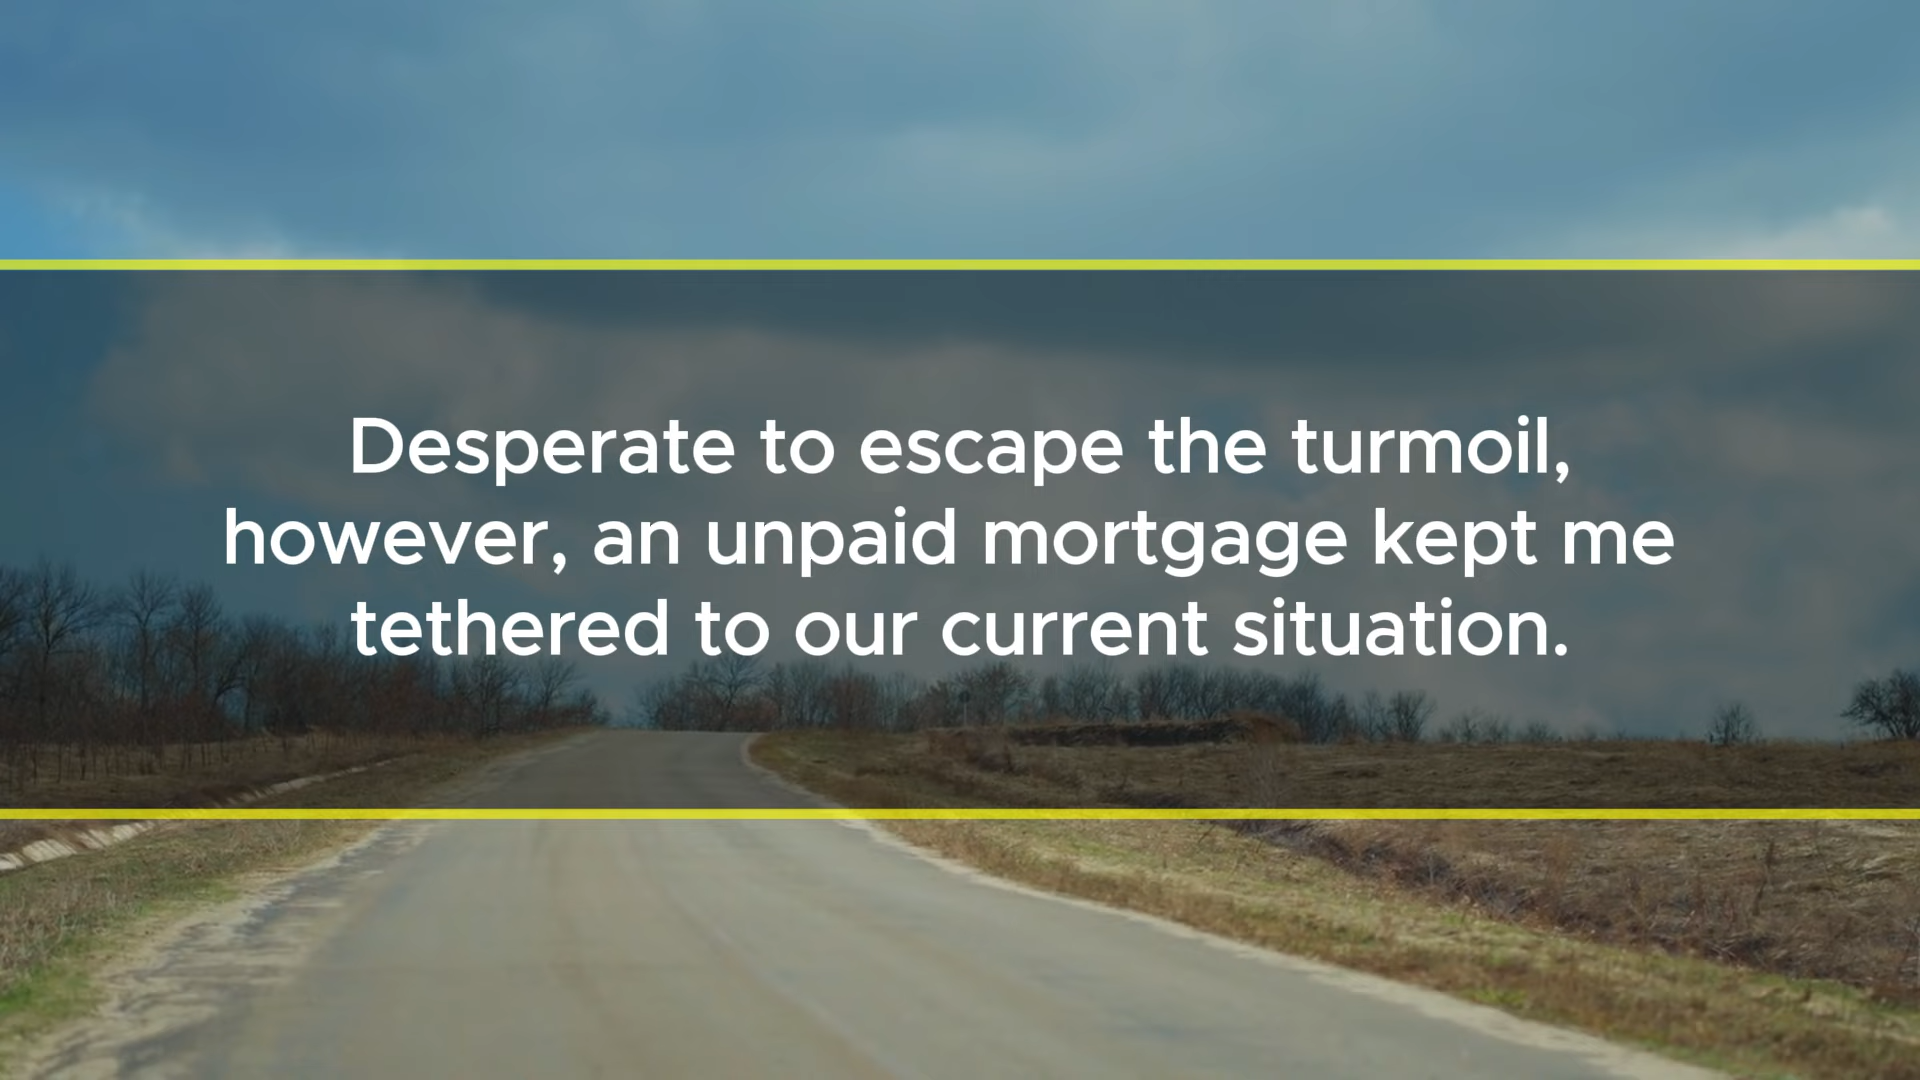 Desperate to escape the turmoil,
however, an unpaid mortgage kept me
tethered to our current situation.